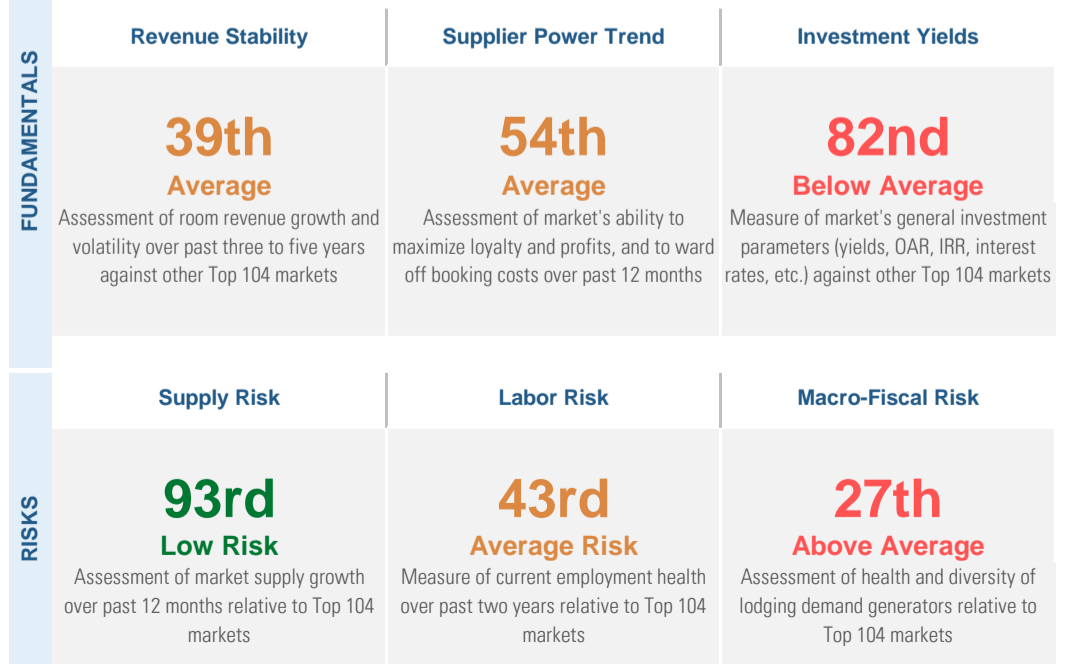 FUNDAMENTALS
Revenue Stability
39th
Average
Assessment of room revenue growth and
volatility over past three to five years
against other Top 104 markets
Supplier Power Trend
54th
Average
Assessment of market's ability to
maximize loyalty and profits, and to ward
off booking costs over past 12 months
Investment Yields
82nd
Below Average
Measure of market's general investment
parameters (yields, OAR, IRR, interest
rates, etc.) against other Top 104 markets
RISKS
Supply Risk
93rd
Low Risk
Assessment of market supply growth
over past 12 months relative to Top 104
markets
Labor Risk
43rd
Average Risk
Measure of current employment health
over past two years relative to Top 104
markets
Macro-Fiscal Risk
27th
Above Average
Assessment of health and diversity of
lodging demand generators relative to
Top 104 markets